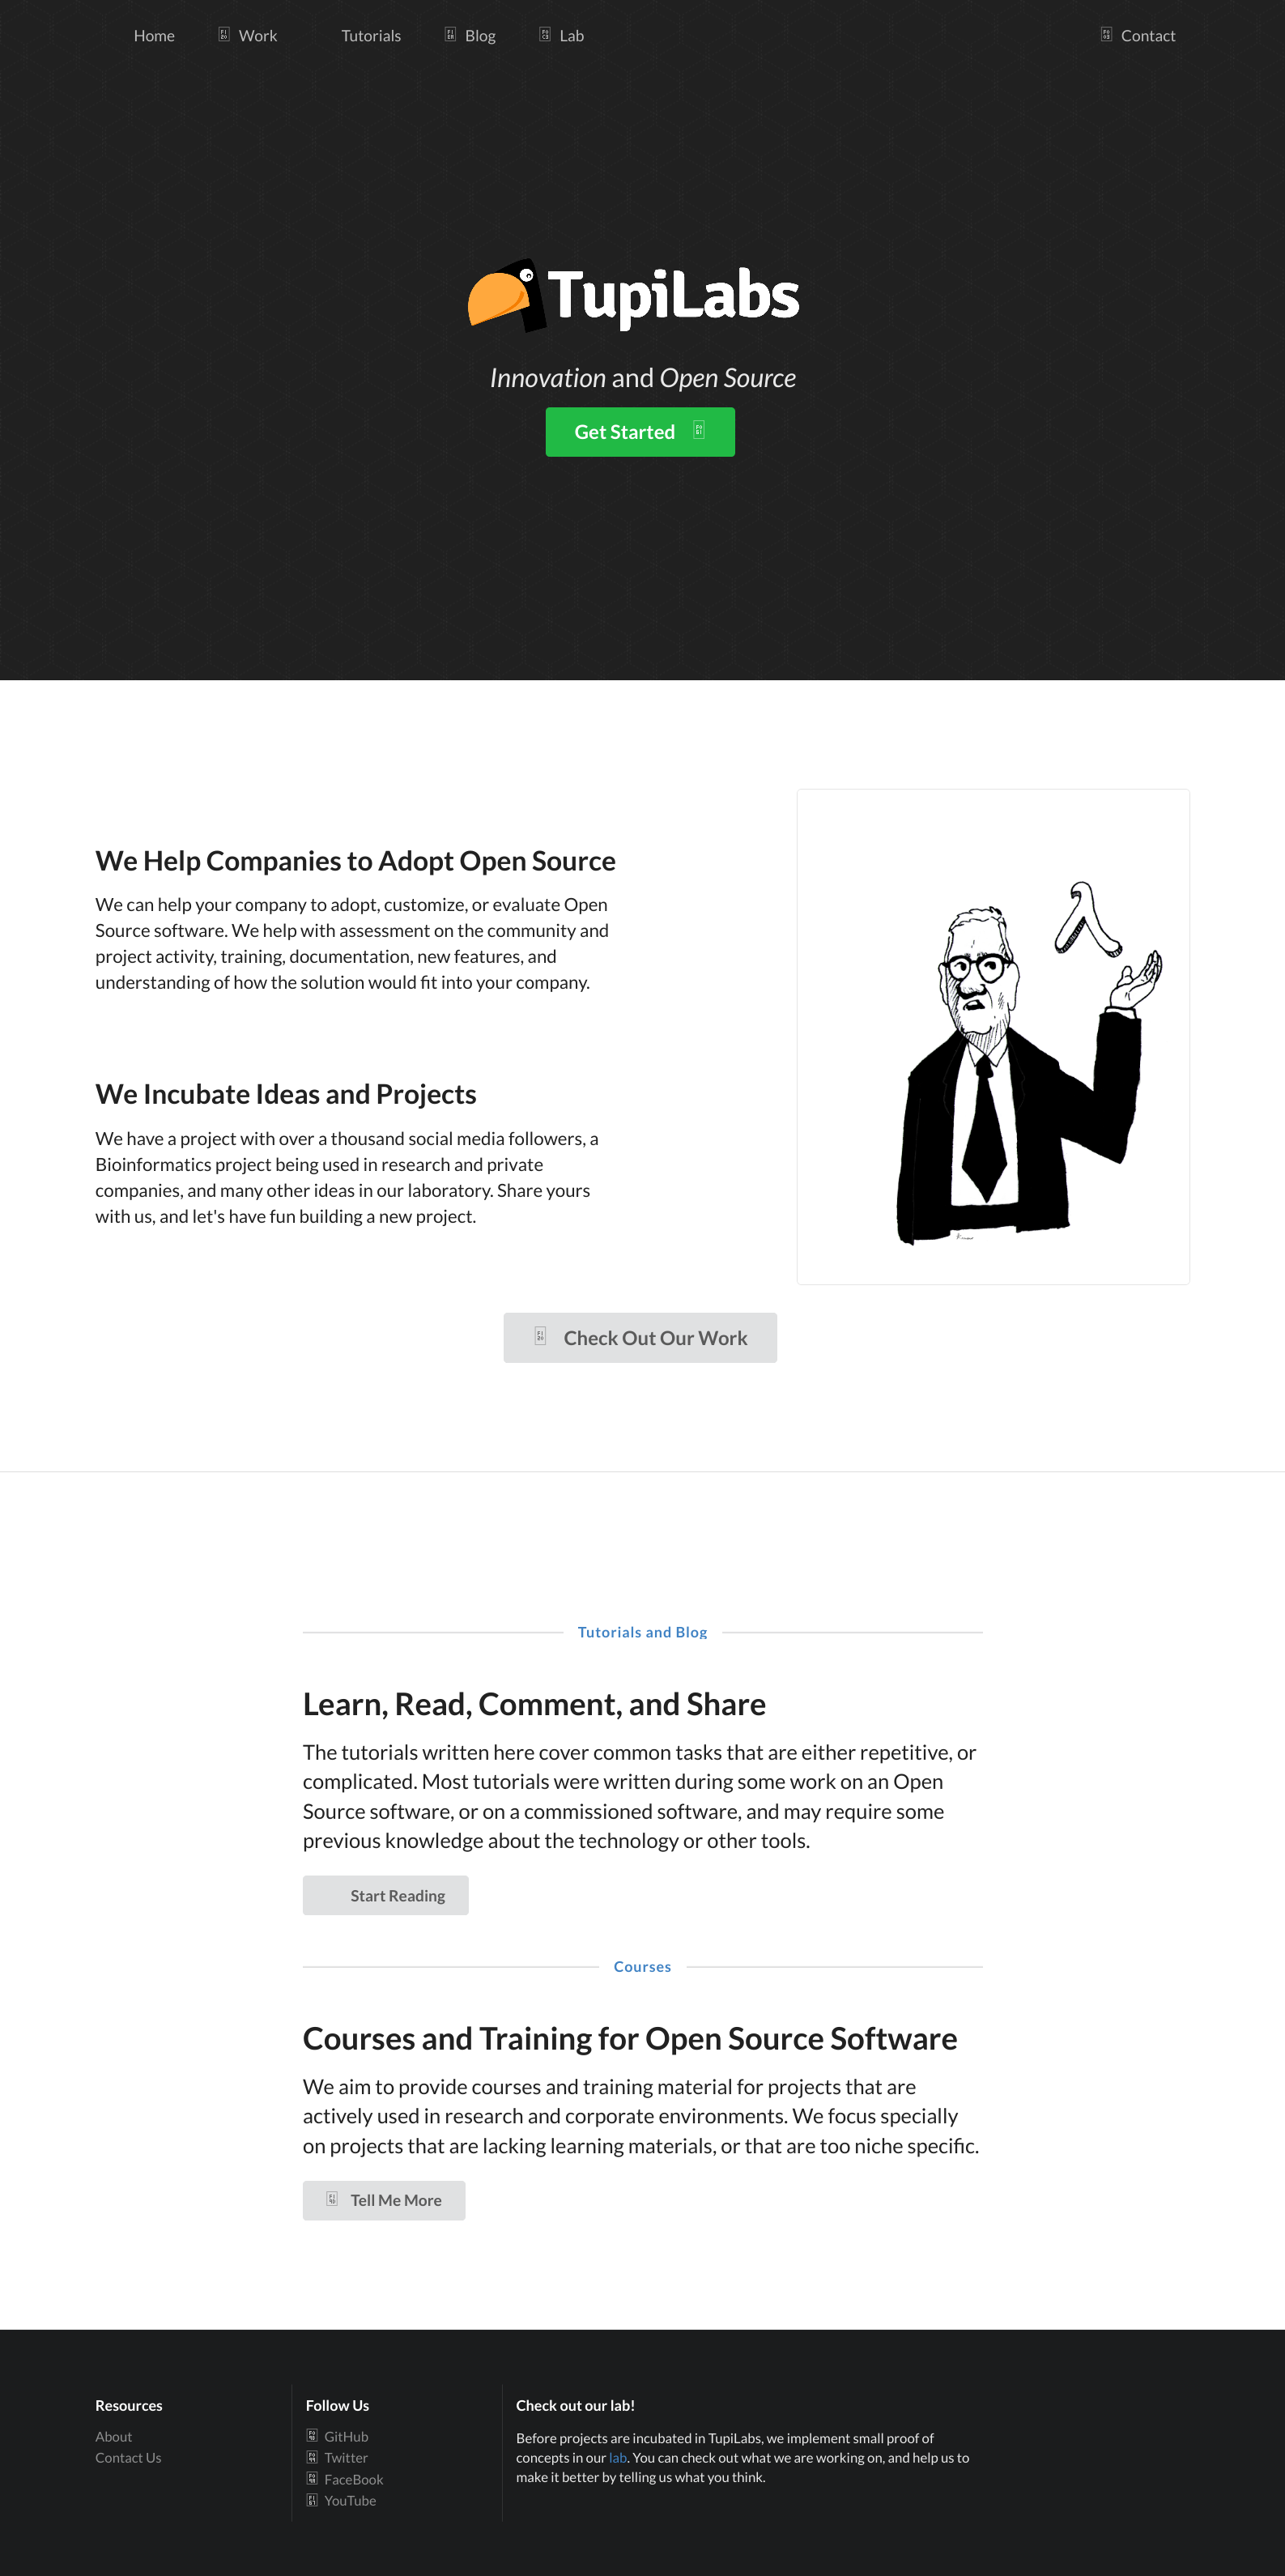 Home Work Tutorials Blog Lab Contact
TupiLabs
Innovation and Open Source
Get Started
We Help Companies to Adopt Open Source
We can help your company to adopt, customize, or evaluate Open
Source software. We help with assessment on the community and
project activity, training, documentation, new features, and
understanding of how the solution would fit into your company.
We Incubate Ideas and Projects
We have a project with over a thousand social media followers, a
Bioinformatics project being used in research and private
companies, and many other ideas in our laboratory. Share yours
with us, and let's have fun building a new project.
λ
Check Out Our Work
Tutorials and Blog
Learn, Read, Comment, and Share
The tutorials written here cover common tasks that are either repetitive, or
complicated. Most tutorials were written during some work on an Open
Source software, or on a commissioned software, and may require some
previous knowledge about the technology or other tools.
Start Reading
Courses
Courses and Training for Open Source Software
We aim to provide courses and training material for projects that are
actively used in research and corporate environments. We focus specially
on projects that are lacking learning materials, or that are too niche specific.
Tell Me More
Resources
About
Contact Us
Follow Us
GitHub
Twitter
FaceBook
YouTube
Check out our lab!
Before projects are incubated in TupiLabs, we implement small proof of
concepts in our lab. You can check out what we are working on, and help us to
make it better by telling us what you think.